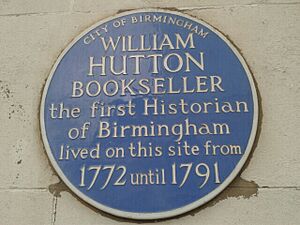 CITY OF BIRMINGHAM
WILLIAM
HUTTON
BOOKSELLER
the first Historian
of Birmingham
lived on this site from
1772 until 1791